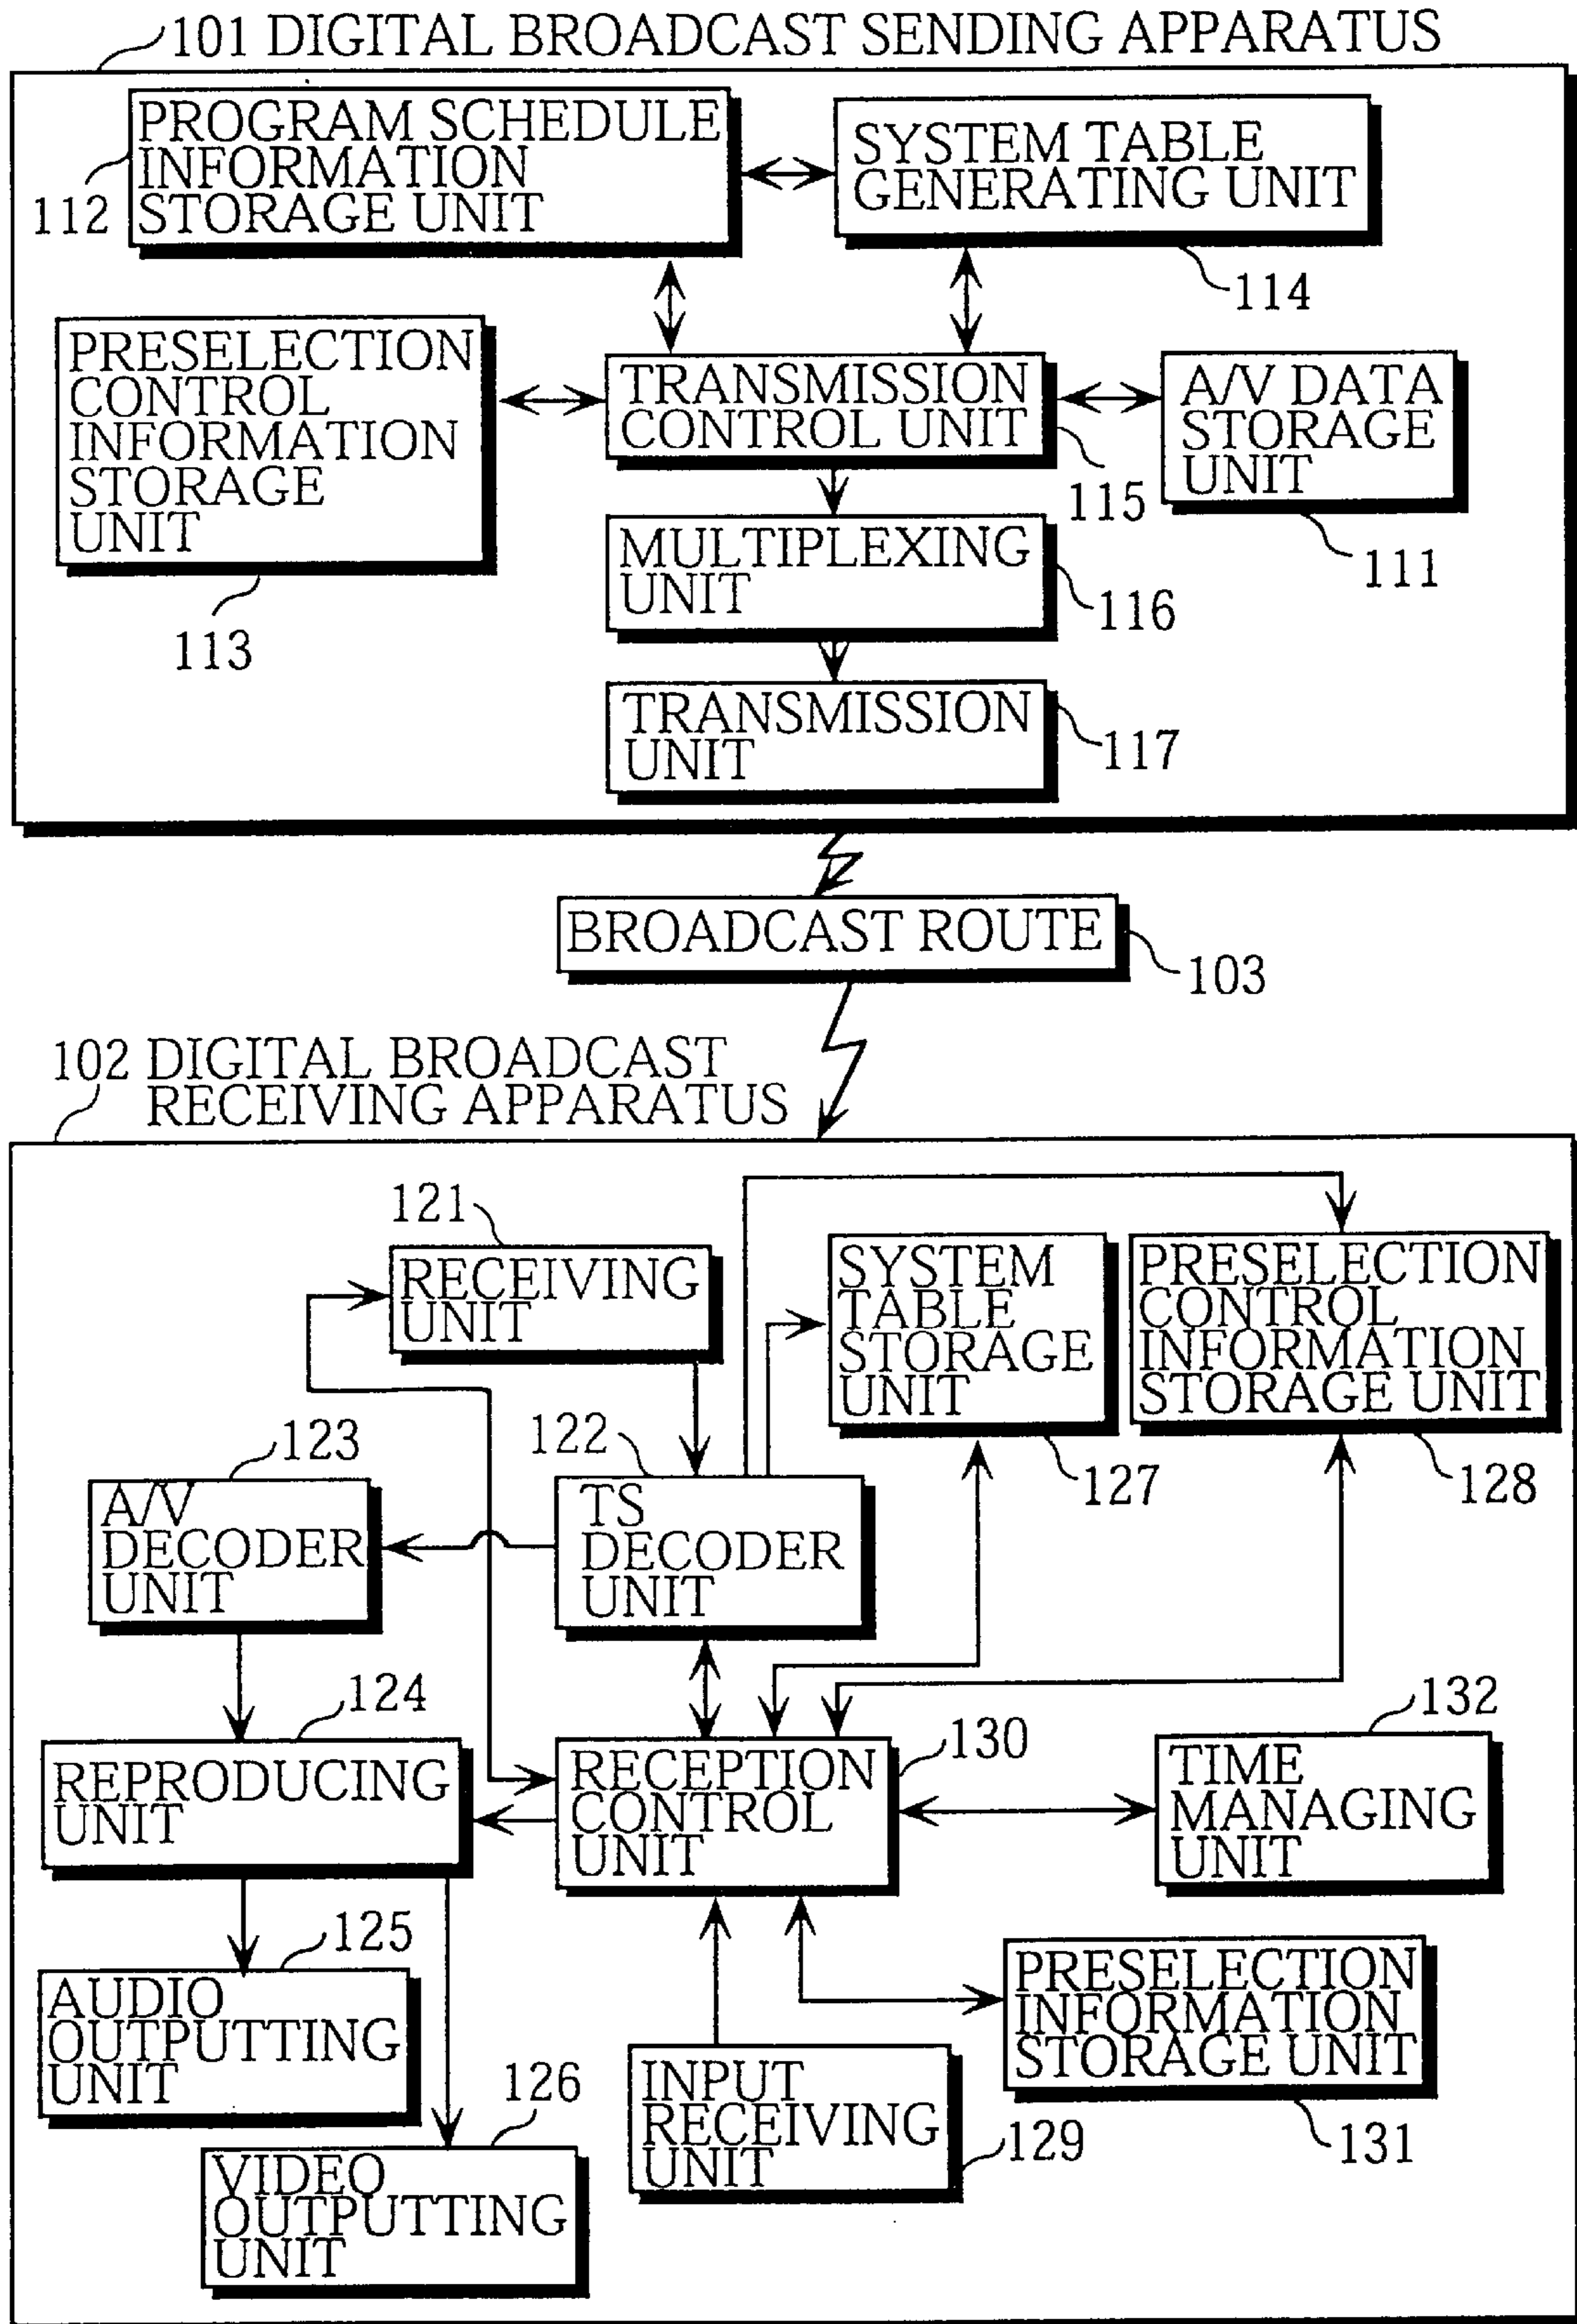 101 DIGITAL BROADCAST SENDING APPARATUS
PROGRAM SCHEDULE
INFORMATION
STORAGE UNIT
112
SYSTEM TABLE
GENERATING UNIT
114
PRESELECTION
CONTROL
INFORMATION
STORAGE
UNIT
113
TRANSMISSION
CONTROL UNIT
115
A/V DATA
STORAGE
UNIT
111
MULTIPLEXING
UNIT
116
TRANSMISSION
UNIT
117
BROADCAST ROUTE
103
102 DIGITAL BROADCAST
RECEIVING APPARATUS
121
RECEIVING
UNIT
SYSTEM
TABLE
STORAGE
UNIT
127
PRESELECTION
CONTROL
INFORMATION
STORAGE UNIT
128
123
A/V
DECODER
UNIT
122
TS
DECODER
UNIT
124
REPRODUCING
UNIT
130
RECEPTION
CONTROL
UNIT
132
TIME
MANAGING
UNIT
125
AUDIO
OUTPUTTING
UNIT
126
VIDEO
OUTPUTTING
UNIT
INPUT
RECEIVING
UNIT
129
PRESELECTION
INFORMATION
STORAGE UNIT
131